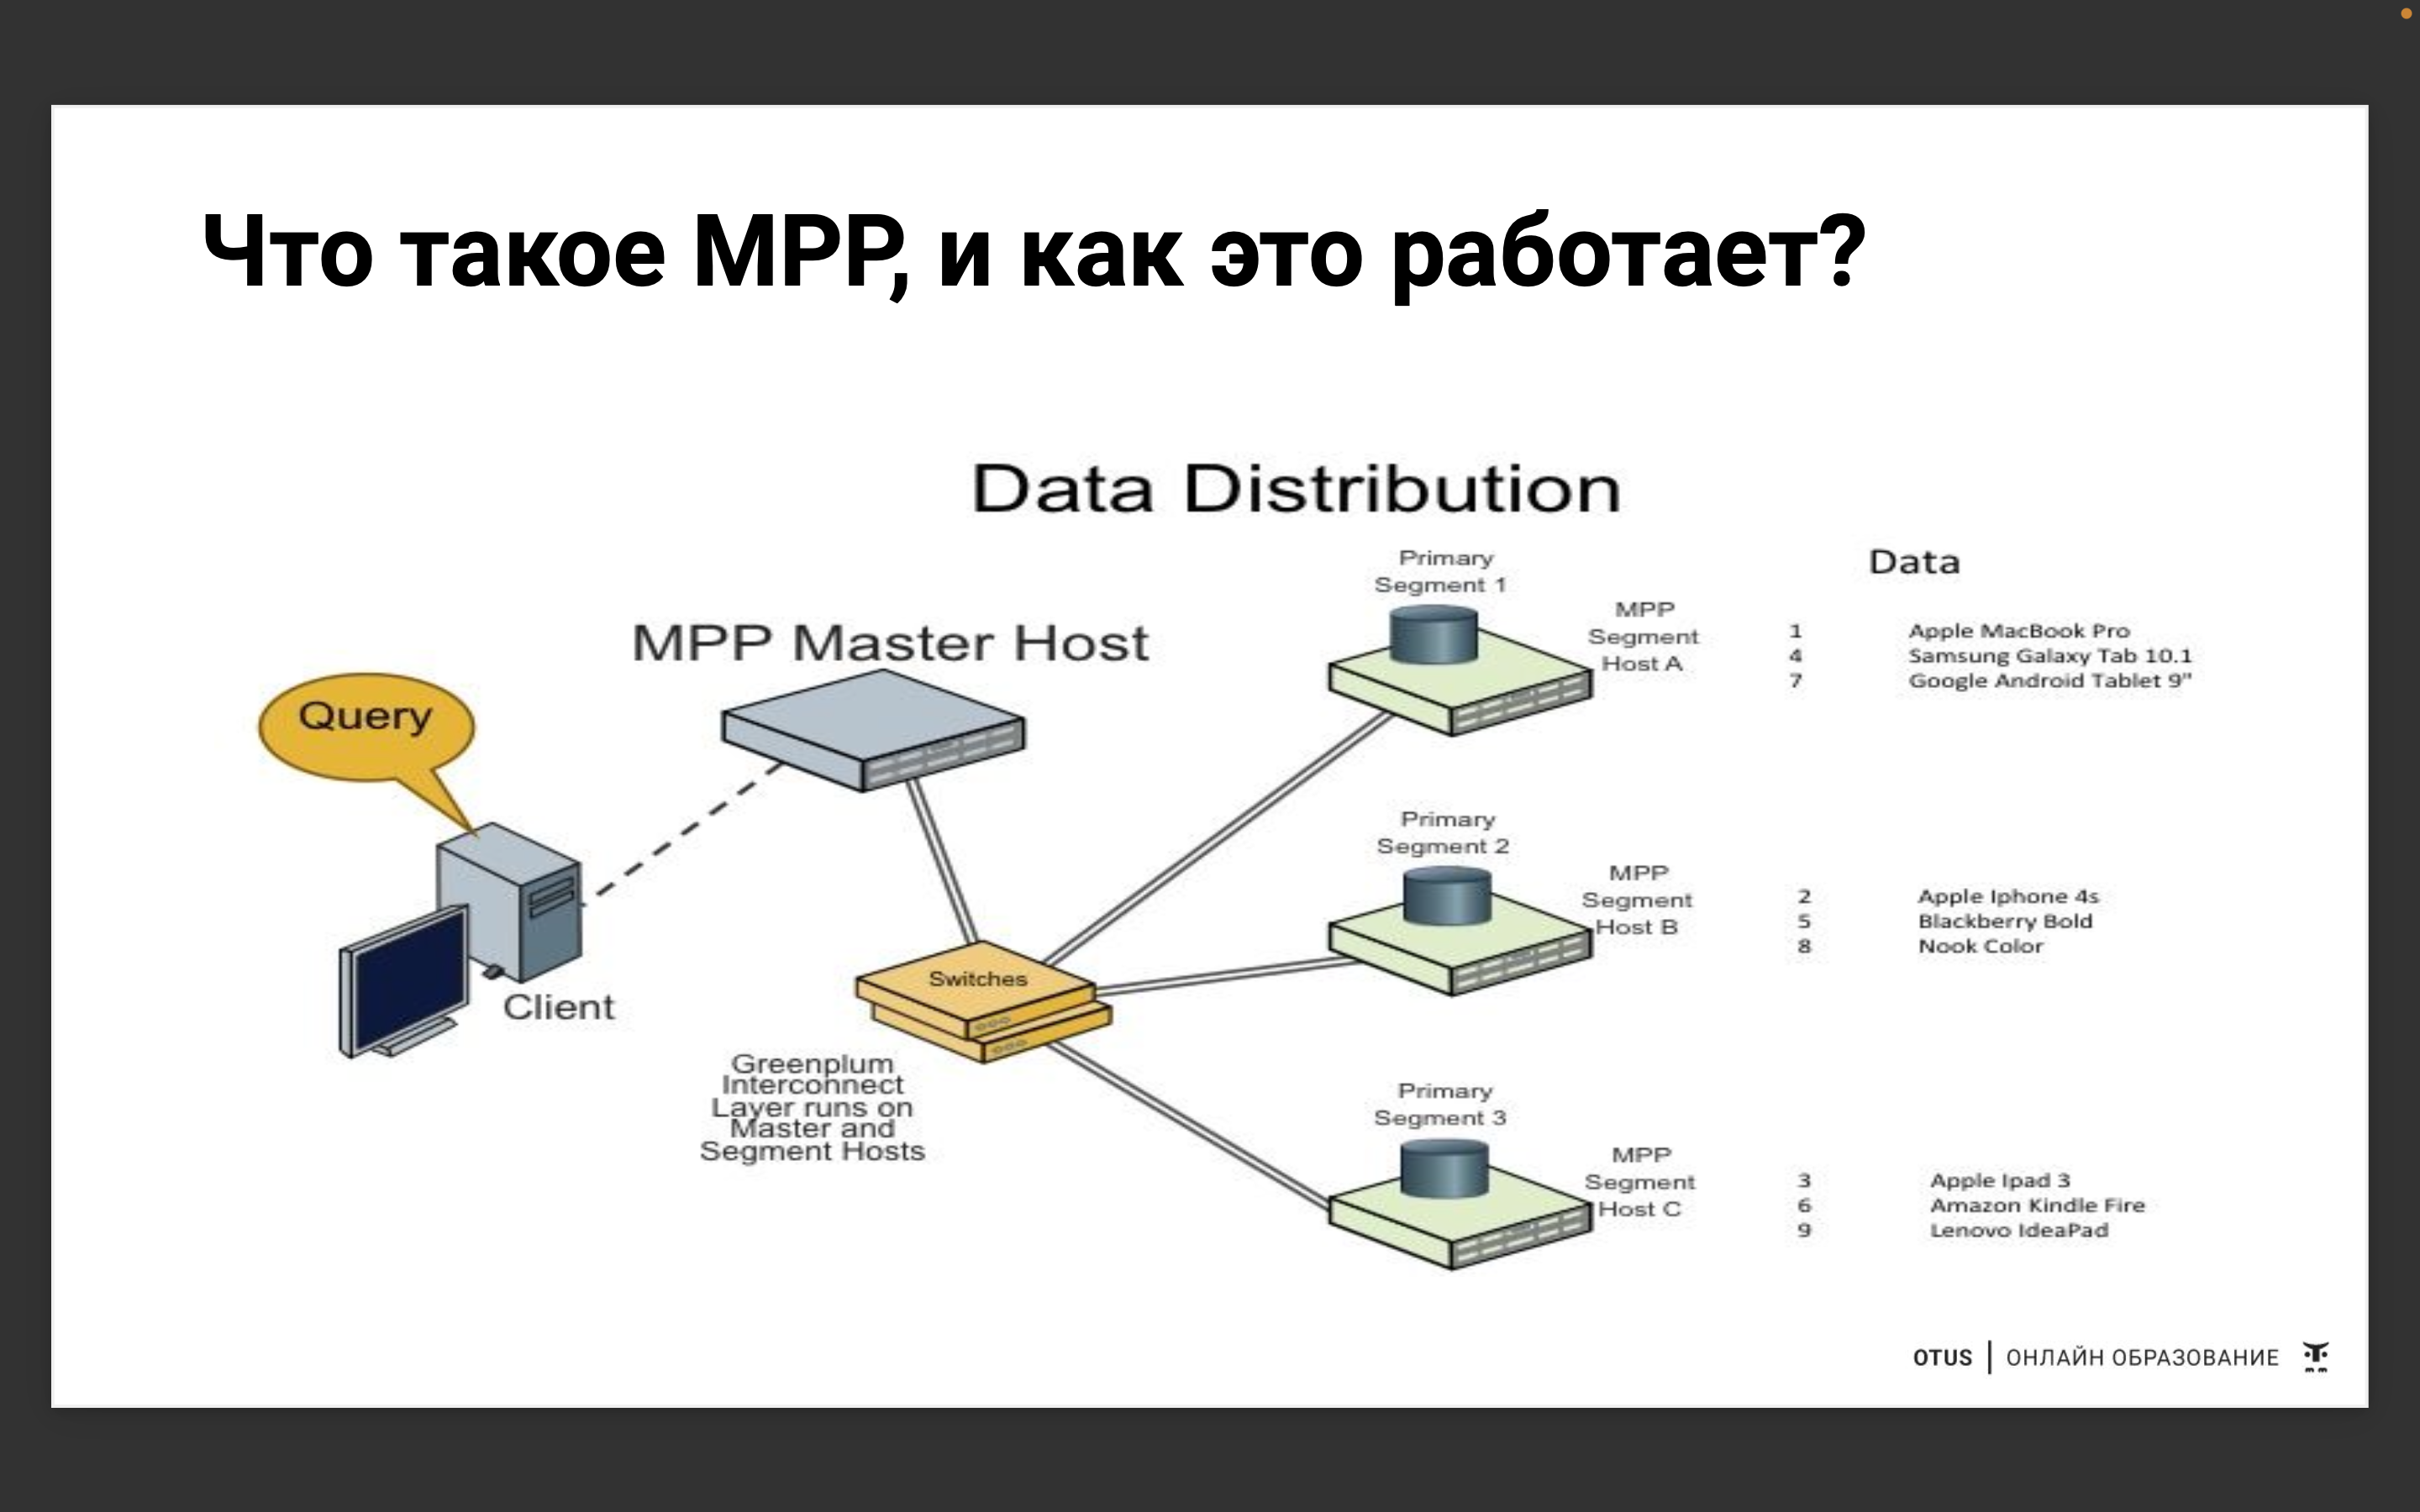 Что такое MPP, и как это работает?
Data Distribution
MPP Master Host
Query
Client
Switches
Greenplum
Interconnect
Layer runs on
Master and
Segment Hosts
Primary
Segment 1
MPP
Segment
Host A
Data
1 Apple MacBook Pro
4 Samsung Galaxy Tab 10.1
7 Google Android Tablet 9"
Primary
Segment 2
MPP
Segment
Host B
2 Apple Iphone 4s
5 Blackberry Bold
8 Nook Color
Primary
Segment 3
MPP
Segment
Host C
3 Apple Ipad 3
6 Amazon Kindle Fire
9 Lenovo IdeaPad
OTUS | ОНЛАЙН ОБРАЗОВАНИЕ